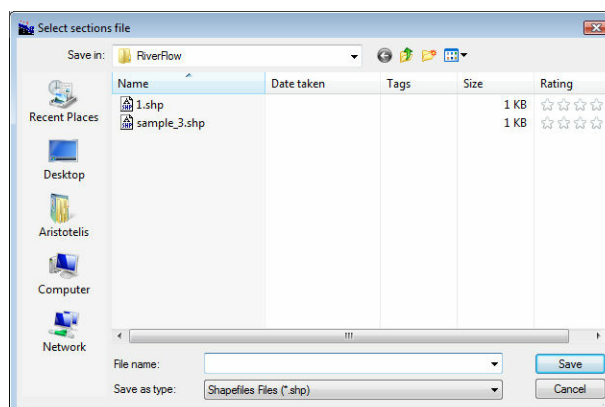 Select sections file
Save in: RiverFlow
Name Date taken Tags Size Rating
1.shp 1 KB
sample_3.shp 1 KB
Recent Places
Desktop
Aristotelis
Computer
Network
File name: Save
Save as type: Shapefiles Files (*.shp) Cancel